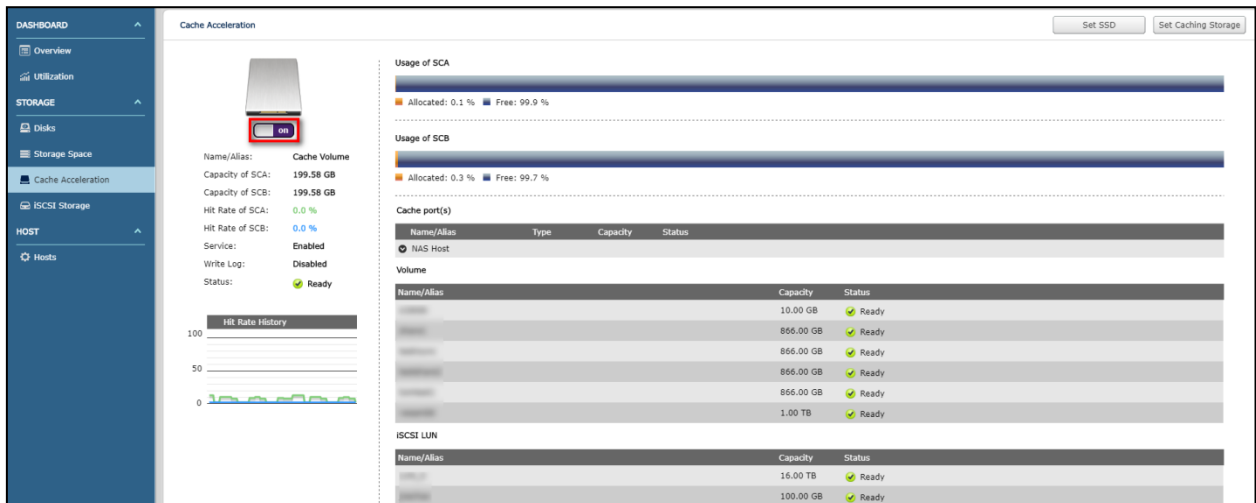 DASHBOARD
Overview
Utilization
STORAGE
Disks
Storage Space
Cache Acceleration
iSCSI Storage
HOST
Hosts
Cache Acceleration
Set SSD
Set Caching Storage
on
Name/Alias: Cache Volume
Capacity of SCA: 199.58 GB
Capacity of SCB: 199.58 GB
Hit Rate of SCA: 0.0 %
Hit Rate of SCB: 0.0 %
Service: Enabled
Write Log: Disabled
Status: Ready
Hit Rate History
100
50
0
Usage of SCA
Allocated: 0.1 % Free: 99.9 %
Usage of SCB
Allocated: 0.3 % Free: 99.7 %
Cache port(s)
Name/Alias Type Capacity Status
NAS Host
Volume
Name/Alias Capacity Status
10.00 GB Ready
866.00 GB Ready
866.00 GB Ready
866.00 GB Ready
866.00 GB Ready
1.00 TB Ready
iSCSI LUN
Name/Alias Capacity Status
16.00 TB Ready
100.00 GB Ready